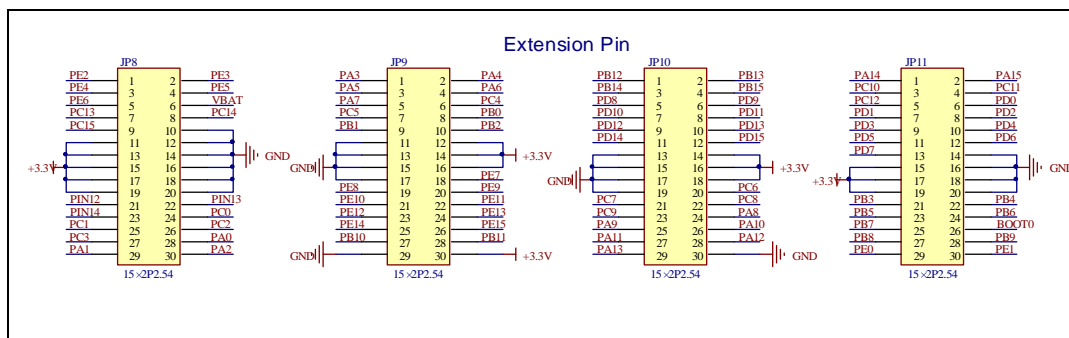 Extension Pin
JP8
PE2 1 2 PE3
PE4 3 4 PE5
PE6 5 6 VBAT
PC13 7 8 PC14
PC15 9 10
11 12
13 14 GND
+3.3V 15 16
17 18
19 20
PIN12 21 22 PIN13
PIN14 23 24 PC0
PC1 25 26 PC2
PC3 27 28 PA0
PA1 29 30 PA2
15×2P2.54
JP9
PA3 1 2 PA4
PA5 3 4 PA6
PA7 5 6 PC4
PC5 7 8 PB0
PB1 9 10 PB2
11 12
13 14 +3.3V
GND 15 16
17 18 PE7
PE8 19 20 PE9
PE10 21 22 PE11
PE12 23 24 PE13
PE14 25 26 PE15
PB10 27 28 PB11
GND 29 30 +3.3V
15×2P2.54
JP10
PB12 1 2 PB13
PB14 3 4 PB15
PD8 5 6 PD9
PD10 7 8 PD11
PD12 9 10 PD13
PD14 11 12 PD15
13 14
15 16 +3.3V
GND 17 18
19 20 PC6
PC7 21 22 PC8
PC9 23 24 PA8
PA9 25 26 PA10
PA11 27 28 PA12
PA13 29 30 GND
15×2P2.54
JP11
PA14 1 2 PA15
PC10 3 4 PC11
PC12 5 6 PD0
PD1 7 8 PD2
PD3 9 10 PD4
PD5 11 12 PD6
PD7 13 14
15 16 GND
+3.3V 17 18
19 20
PB3 21 22 PB4
PB5 23 24 PB6
PB7 25 26 BOOT0
PB8 27 28 PB9
PE0 29 30 PE1
15×2P2.54